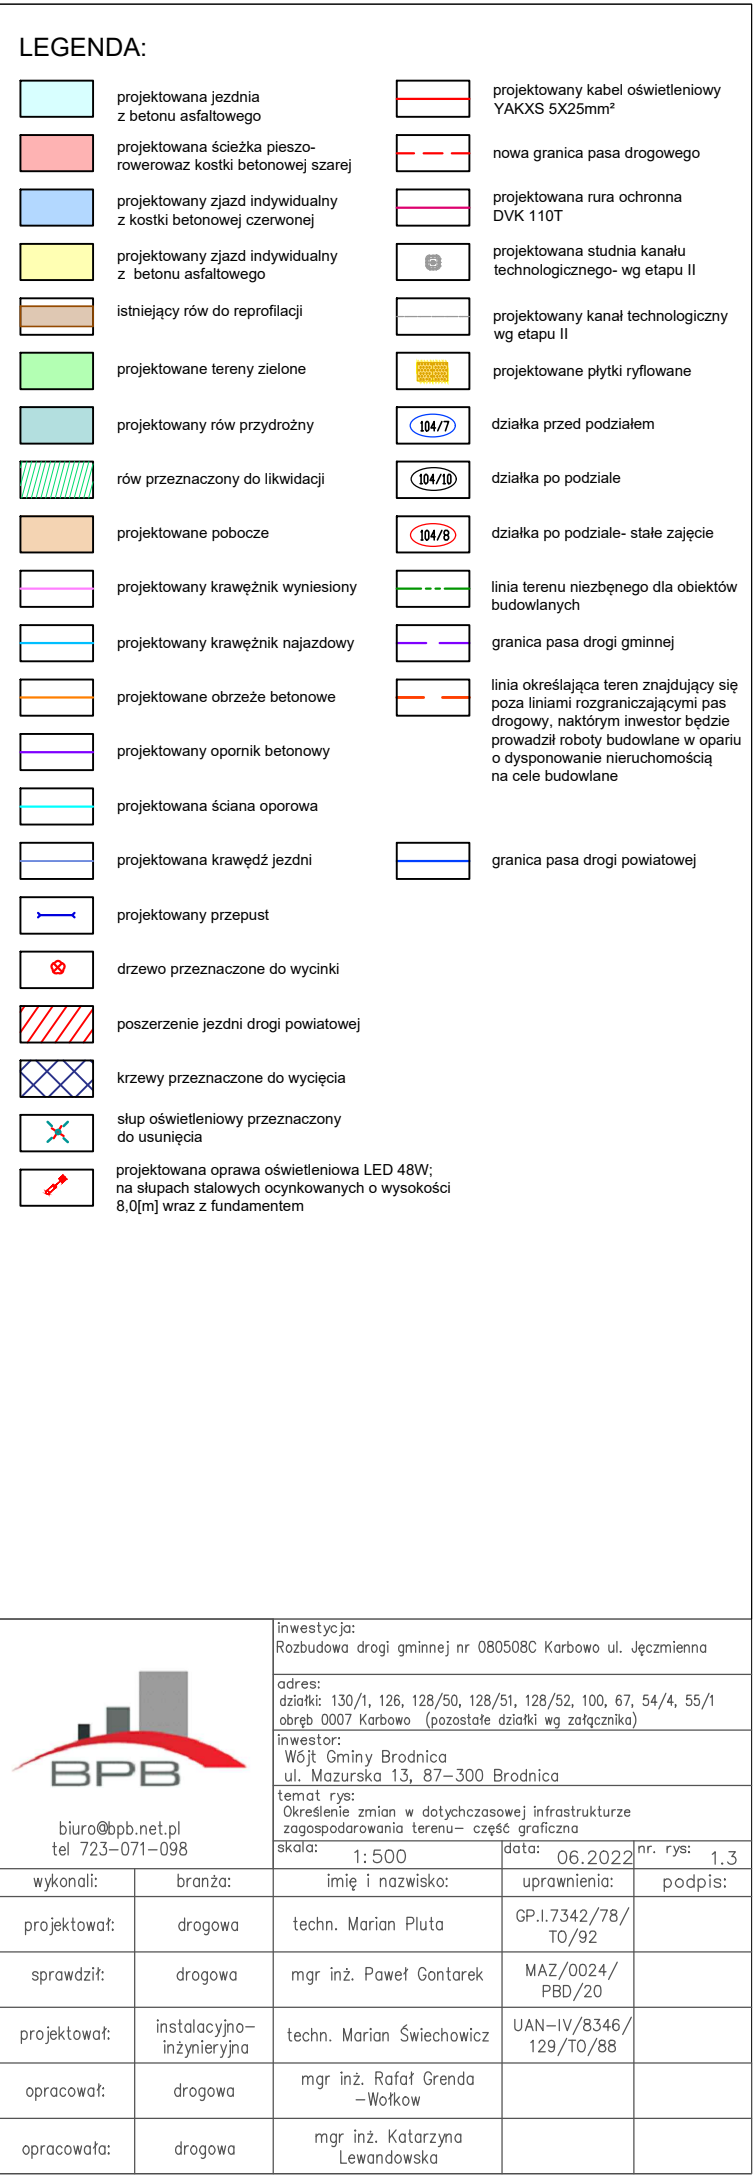 LEGENDA:
projektowana jezdnia
z betonu asfaltowego
projektowana ścieżka pieszo-
rowerowaz kostki betonowej szarej
projektowany zjazd indywidualny
z kostki betonowej czerwonej
projektowany zjazd indywidualny
z betonu asfaltowego
istniejący rów do reprofilacji
projektowane tereny zielone
projektowany rów przydrożny
rów przeznaczony do likwidacji
projektowane pobocze
projektowany krawężnik wyniesiony
projektowany krawężnik najazdowy
projektowane obrzeże betonowe
projektowany opornik betonowy
projektowana ściana oporowa
projektowana krawędź jezdni
projektowany przepust
drzewo przeznaczone do wycinki
poszerzenie jezdni drogi powiatowej
krzewy przeznaczone do wycięcia
słup oświetleniowy przeznaczony
do usunięcia
projektowana oprawa oświetleniowa LED 48W;
na słupach stalowych ocynkowanych o wysokości
8,0[m] wraz z fundamentem
projektowany kabel oświetleniowy
YAKXS 5X25mm²
nowa granica pasa drogowego
projektowana rura ochronna
DVK 110T
projektowana studnia kanału
technologicznego- wg etapu II
projektowany kanał technologiczny
wg etapu II
projektowane płytki ryflowane
104/7
działka przed podziałem
104/10
działka po podziale
104/8
działka po podziale- stałe zajęcie
linia terenu niezbęnego dla obiektów
budowlanych
granica pasa drogi gminnej
linia określająca teren znajdujący się
poza liniami rozgraniczającymi pas
drogowy, naktórym inwestor będzie
prowadził roboty budowlane w opariu
o dysponowanie nieruchomością
na cele budowlane
granica pasa drogi powiatowej
BPB
biuro@bpb.net.pl
tel 723-071-098
inwestycja:
Rozbudowa drogi gminnej nr 080508C Karbowo ul. Jęczmienna
adres:
działki: 130/1, 126, 128/50, 128/51, 128/52, 100, 67, 54/4, 55/1
obręb 0007 Karbowo (pozostałe działki wg załącznika)
inwestor:
Wójt Gminy Brodnica
ul. Mazurska 13, 87-300 Brodnica
temat rys:
Określenie zmian w dotychczasowej infrastrukturze
zagospodarowania terenu- część graficzna
skala: 1:500 data: 06.2022 nr. rys: 1.3
wykonali: branża: imię i nazwisko: uprawnienia: podpis:
projektował: drogowa techn. Marian Pluta GP.I.7342/78/
TO/92
sprawdził: drogowa mgr inż. Paweł Gontarek MAZ/0024/
PBD/20
projektował: instalacyjno-
inżynieryjna techn. Marian Świechowicz UAN-IV/8346/
129/TO/88
opracował: drogowa mgr inż. Rafał Grenda
-Wołkow
opracowała: drogowa mgr inż. Katarzyna
Lewandowska